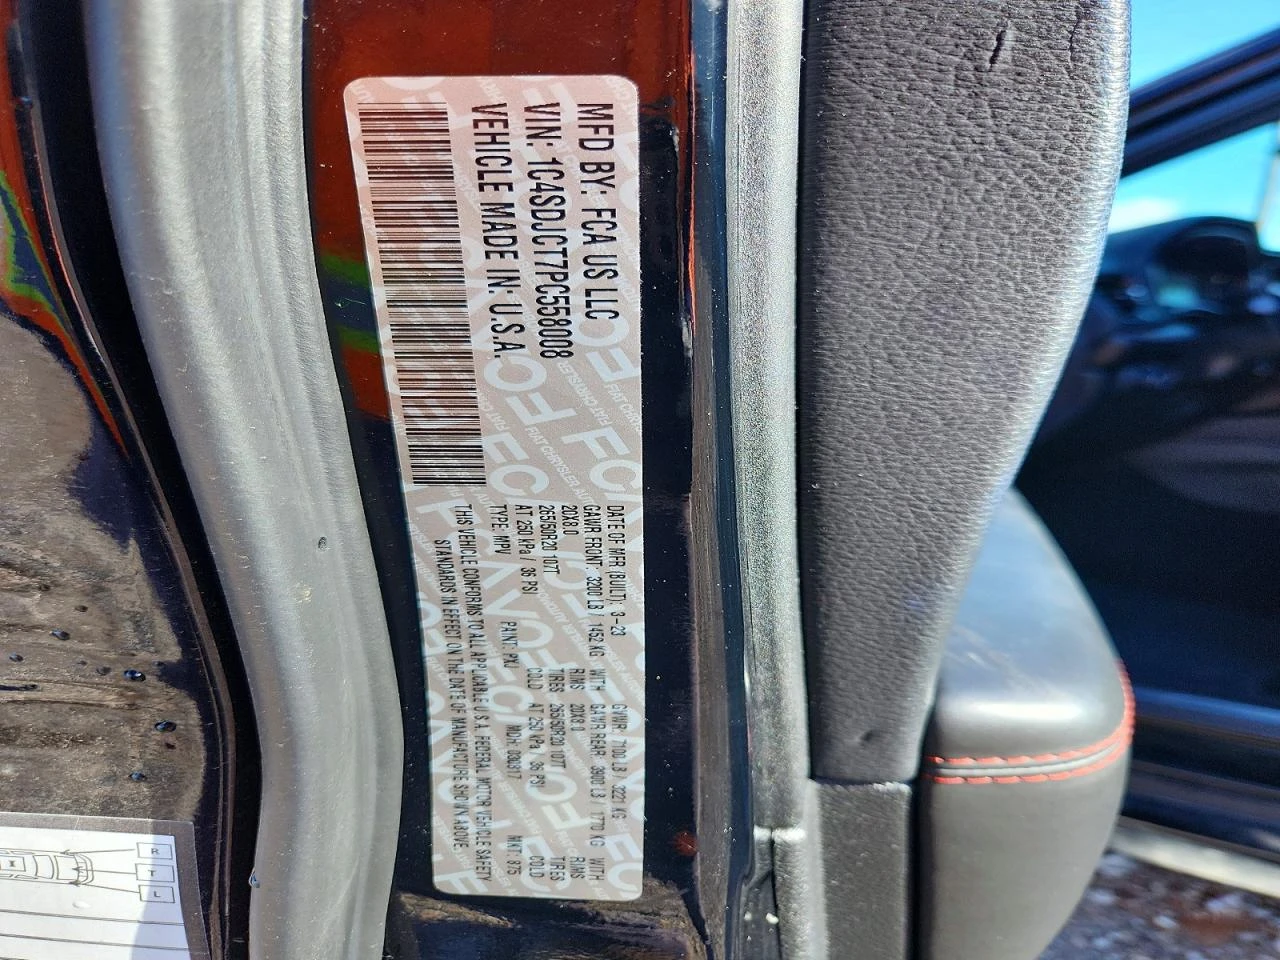 MFD BY: FCA US LLC
VIN: 1C4SDJCT7PC558008
VEHICLE MADE IN: U.S.A.
DATE OF MFR (BUILT): 3-23 GVWR: 7100 LB 3221 KG
GAWR FRONT: 3200 LB / 1452 KG WITH GAWR REAR: 3900 LB / 1770 KG WITH
20X8.0 RIMS 20X8.0 RIMS
265/50R20 107T TIRES 265/50R20 107T TIRES
AT 250 kPa / 36 PSI COLD AT 250 kPa / 36 PSI COLD
TYPE: MPV PAINT: PXJ MDH: MKT: 875
THIS VEHICLE CONFORMS TO ALL APPLICABLE U.S.A. FEDERAL MOTOR VEHICLE SAFETY
STANDARDS IN EFFECT ON THE DATE OF MANUFACTURE SHOWN ABOVE.
R
T
L